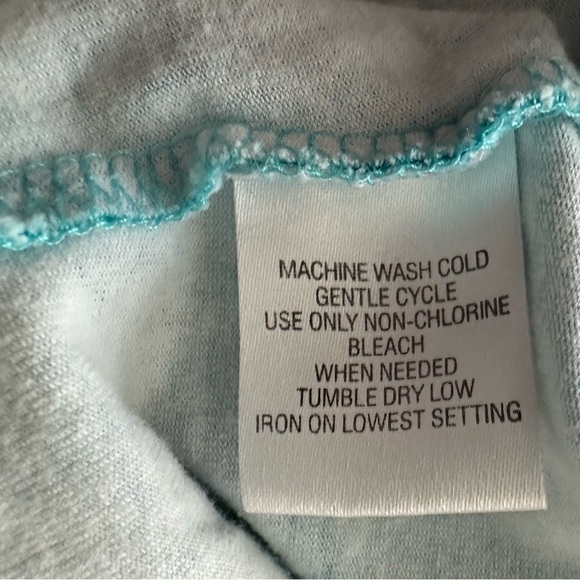 MACHINE WASH COLD
GENTLE CYCLE
USE ONLY NON-CHLORINE
BLEACH
WHEN NEEDED
TUMBLE DRY LOW
IRON ON LOWEST SETTING